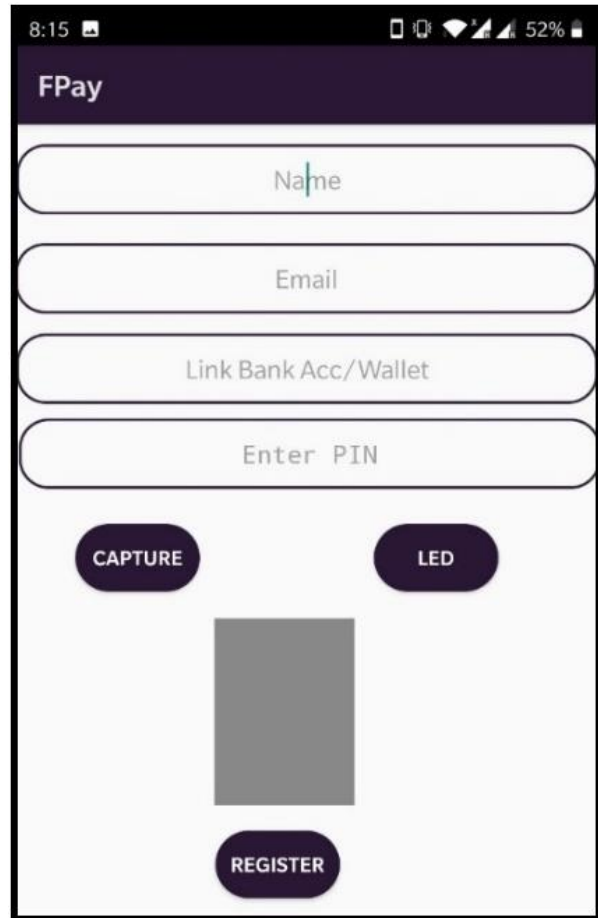 8:15 52%
FPay
Name
Email
Link Bank Acc/Wallet
Enter PIN
CAPTURE LED
REGISTER